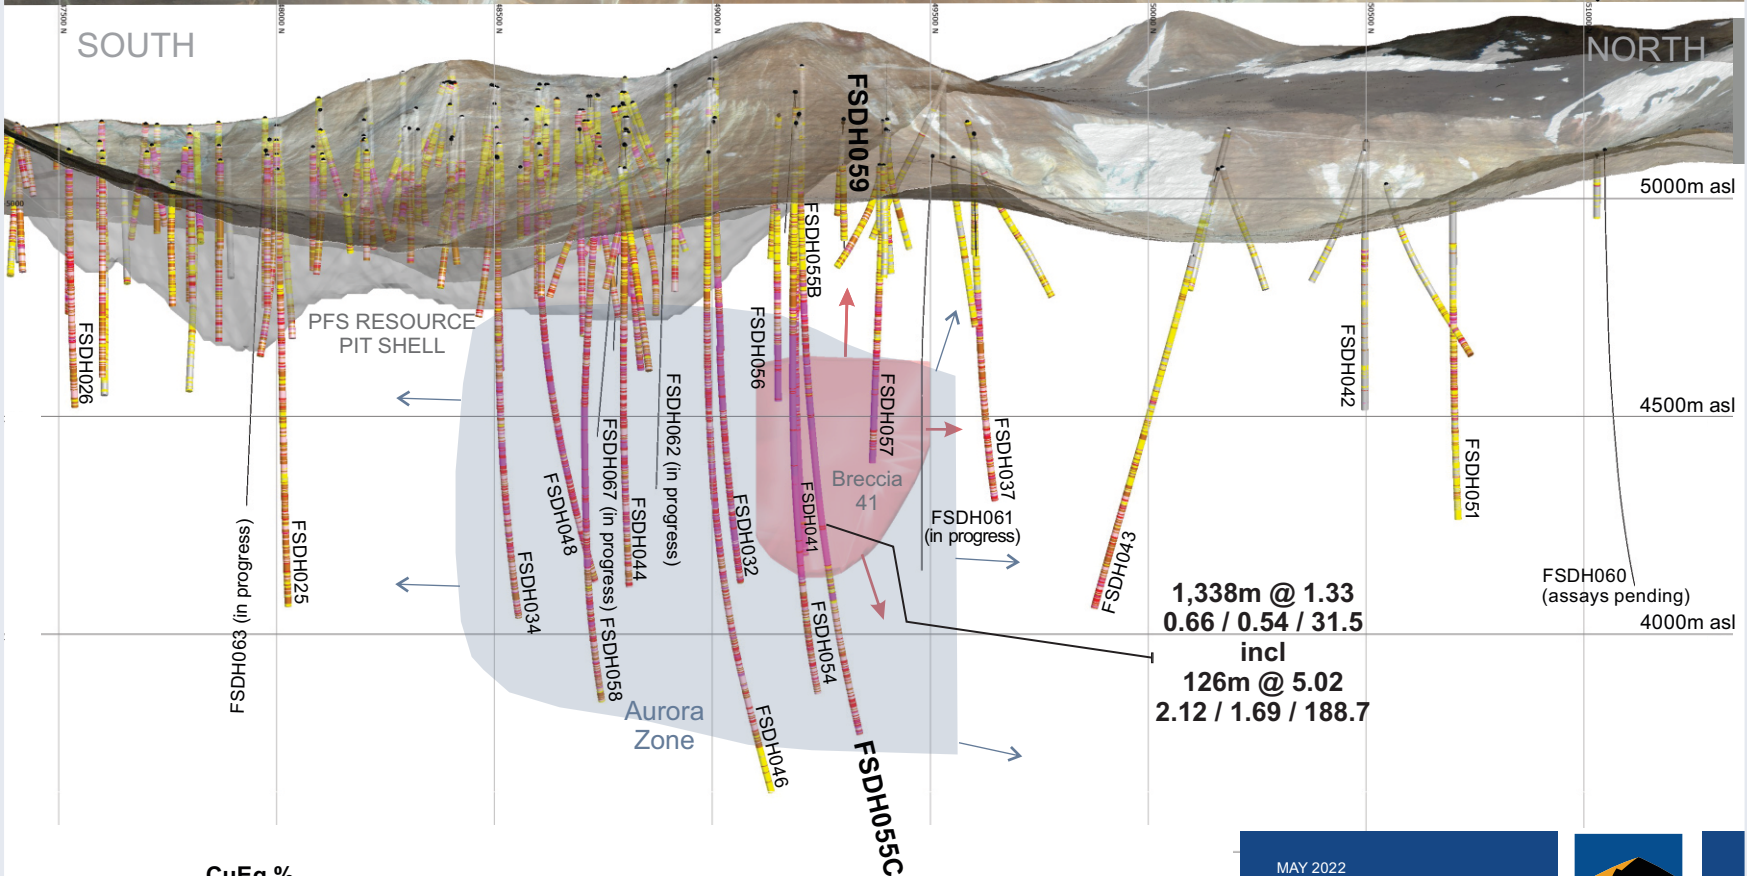 SOUTH
NORTH
5000m asl
4500m asl
4000m asl
5000
PFS RESOURCE
PIT SHELL
FSDH059
FSDH055B
FSDH056
FSDH057
FSDH026
FSDH063 (in progress)
FSDH025
FSDH034
FSDH048
FSDH067 (in progress)
FSDH058
FSDH044
FSDH062 (in progress)
FSDH032
FSDH041
FSDH054
FSDH046
FSDH055C
Breccia
41
Aurora
Zone
FSDH061
(in progress)
FSDH037
FSDH043
FSDH042
FSDH051
FSDH060
(assays pending)
1,338m @ 1.33
0.66 / 0.54 / 31.5
incl
126m @ 5.02
2.12 / 1.69 / 188.7
CuEq %
MAY 2022